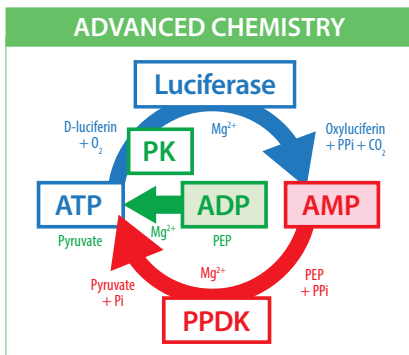 ADVANCED CHEMISTRY
Luciferase
D-luciferin
+ O₂
Mg²⁺
Oxyluciferin
+ PPi + CO₂
PK
ATP
ADP
AMP
Pyruvate
Mg²⁺
PEP
Pyruvate
+ Pi
Mg²⁺
PEP
+ PPi
PPDK